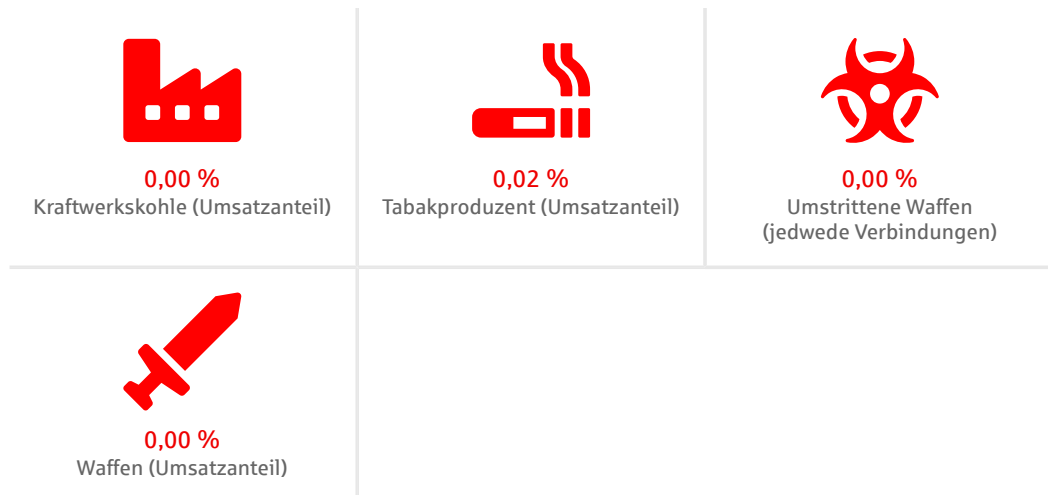 0,00 %
Kraftwerkskohle (Umsatzanteil)
0,02 %
Tabakproduzent (Umsatzanteil)
0,00 %
Umstrittene Waffen
(jedwede Verbindungen)
0,00 %
Waffen (Umsatzanteil)